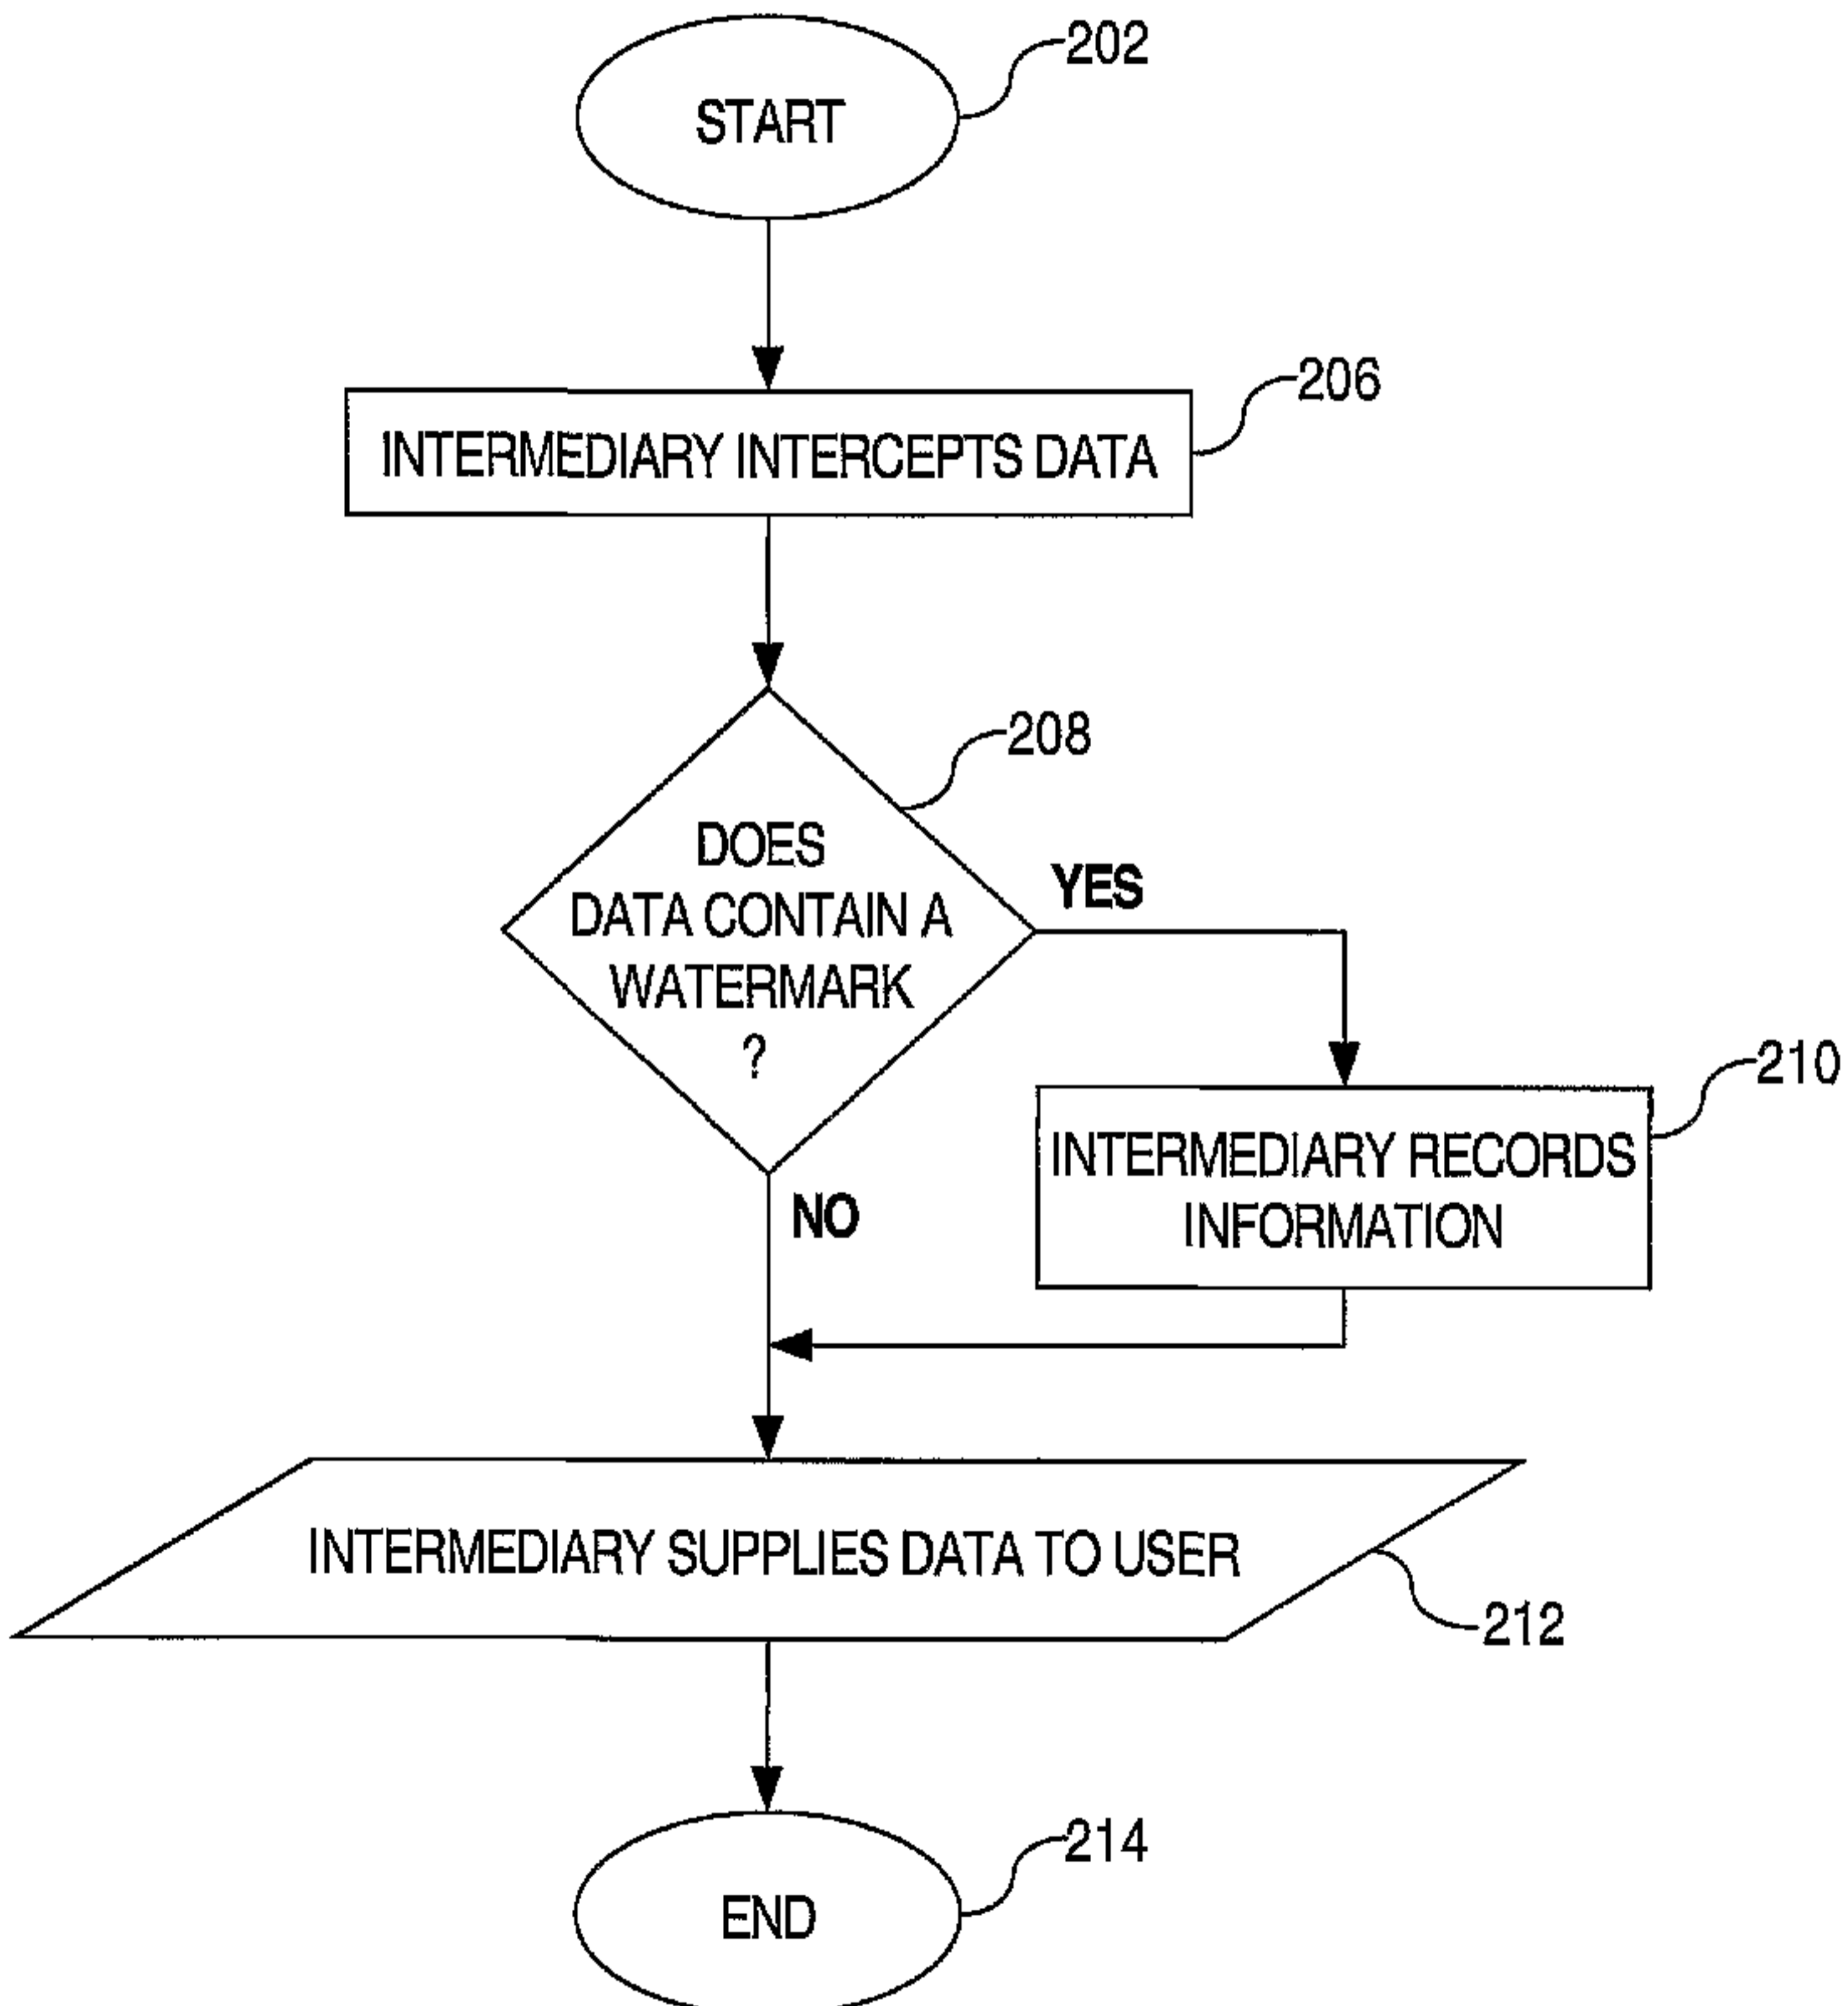 202
START
206
INTERMEDIARY INTERCEPTS DATA
208
DOES
DATA CONTAIN A
WATERMARK
?
YES
NO
210
INTERMEDIARY RECORDS
INFORMATION
INTERMEDIARY SUPPLIES DATA TO USER
212
214
END